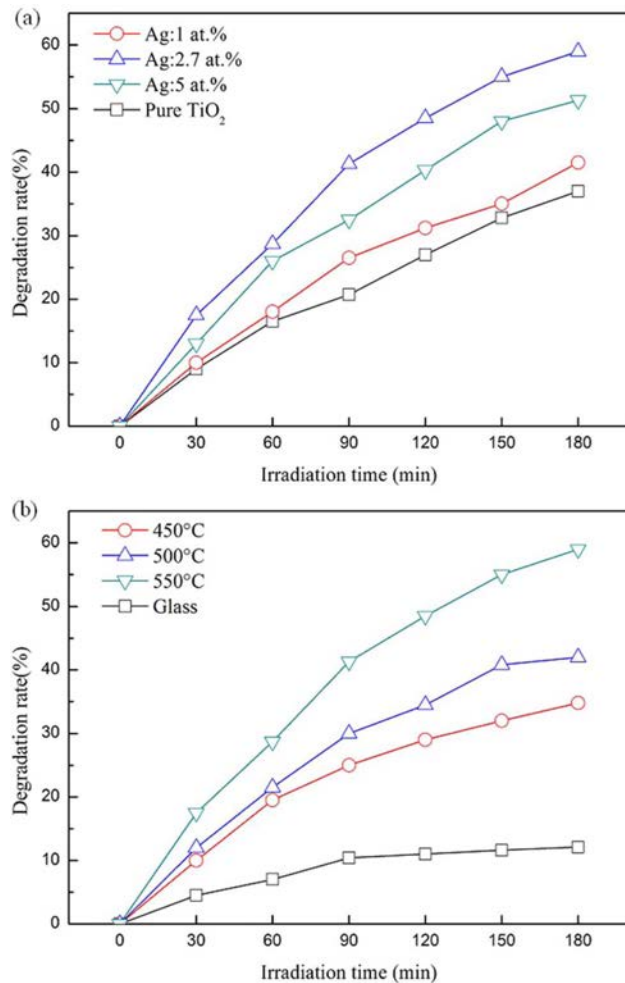 (a)
Ag:1 at.%
Ag:2.7 at.%
Ag:5 at.%
Pure TiO₂
Degradation rate(%)
60
50
40
30
20
10
0
0 30 60 90 120 150 180
Irradiation time (min)
(b)
450°C
500°C
550°C
Glass
Degradation rate(%)
60
50
40
30
20
10
0
0 30 60 90 120 150 180
Irradiation time (min)